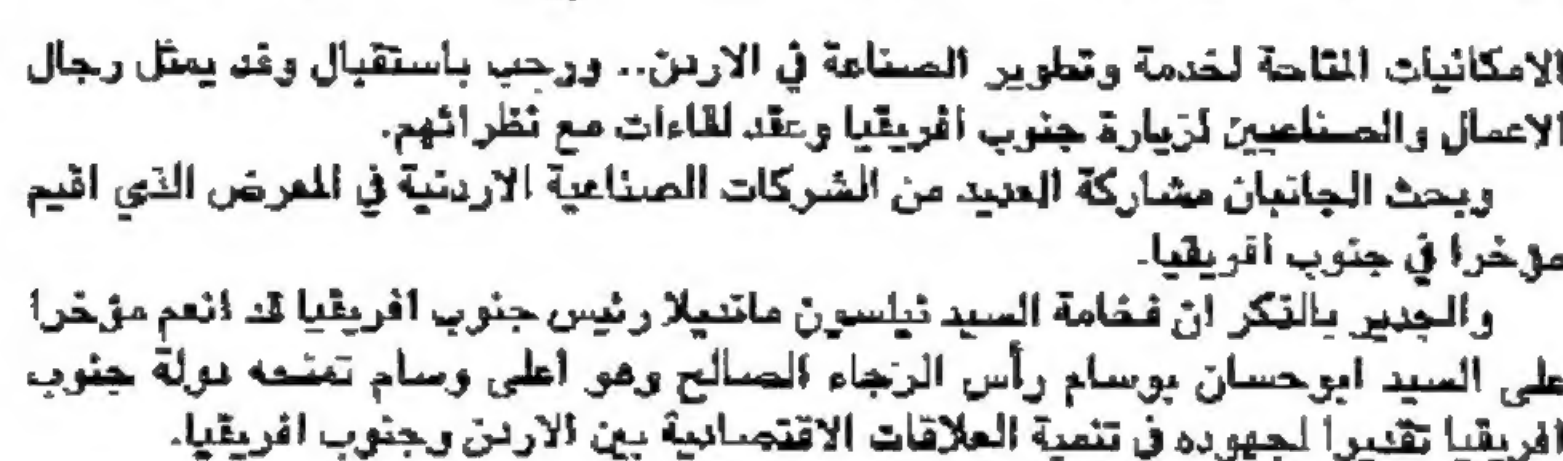 الامكانيات المتاحة لخدمة وتطوير الصناعة في الاردن.. ورحب باستقبال وفد يمثل رجال
الاعمال والصناعيين لزيارة جنوب افريقيا وعقد لقاءات مع نظرائهم.
وبحث الجانبان مشاركة العديد من الشركات الصناعية الاردنية في المعرض الذي اقيم
مؤخرا في جنوب افريقيا.
والجدير بالذكر ان فخامة السيد نيلسون مانديلا رئيس جنوب افريقيا قد انعم مؤخرا
على السيد ابوحسان بوسام رأس الرجاء الصالح وهو اعلى وسام تمنحه دولة جنوب
افريقيا تقديرا لجهوده في تنمية العلاقات الاقتصادية بين الاردن وجنوب افريقيا.